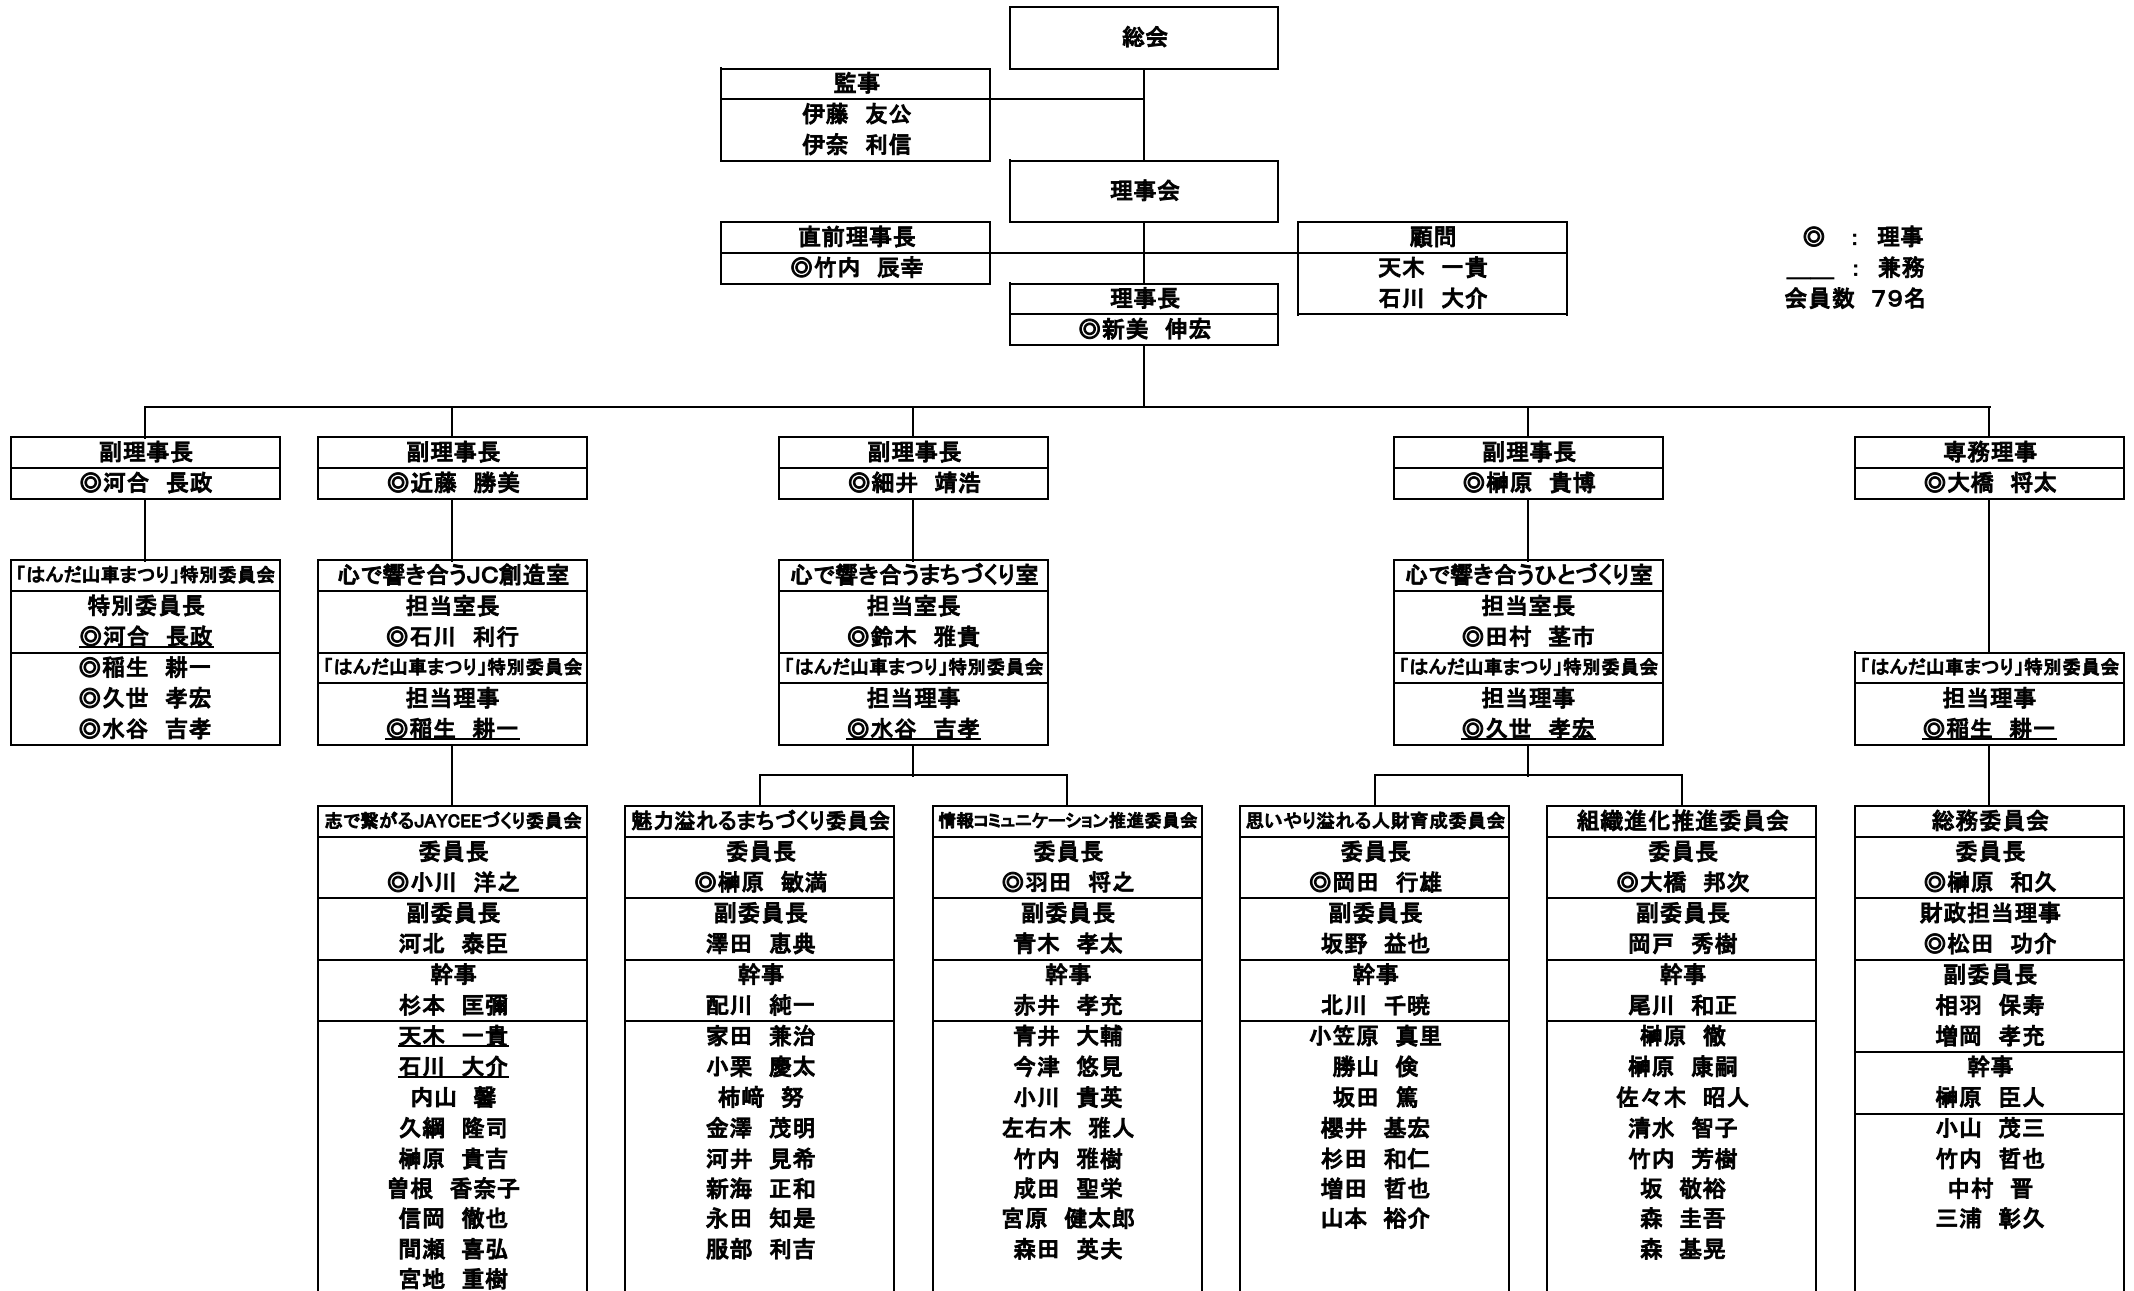 総会
監事
伊藤　友公
伊奈　利信
理事会
直前理事長
◎竹内　辰幸
顧問
天木　一貴
石川　大介
◎　：　理事
＿＿　：　兼務
会員数　79名
理事長
◎新美　伸宏
副理事長
◎河合　長政
副理事長
◎近藤　勝美
副理事長
◎細井　靖浩
副理事長
◎榊原　貴博
専務理事
◎大橋　将太
「はんだ山車まつり」特別委員会
特別委員長
◎河合　長政
◎稲生　耕一
◎久世　孝宏
◎水谷　吉孝
心で響き合うJC創造室
担当室長
◎石川　利行
「はんだ山車まつり」特別委員会
担当理事
◎稲生　耕一
心で響き合うまちづくり室
担当室長
◎鈴木　雅貴
「はんだ山車まつり」特別委員会
担当理事
◎水谷　吉孝
心で響き合うひとづくり室
担当室長
◎田村　茎市
「はんだ山車まつり」特別委員会
担当理事
◎久世　孝宏
「はんだ山車まつり」特別委員会
担当理事
◎稲生　耕一
志で繋がるJAYCEEづくり委員会
委員長
◎小川　洋之
副委員長
河北　泰臣
幹事
杉本　匡彌
天木　一貴
石川　大介
内山　馨
久綱　隆司
榊原　貴吉
曽根　香奈子
信岡　徹也
間瀬　喜弘
宮地　重樹
魅力溢れるまちづくり委員会
委員長
◎榊原　敏満
副委員長
澤田　恵典
幹事
配川　純一
家田　兼治
小栗　慶太
柿﨑　努
金澤　茂明
河井　見希
新海　正和
永田　知是
服部　利吉
情報コミュニケーション推進委員会
委員長
◎羽田　将之
副委員長
青木　孝太
幹事
赤井　孝充
青井　大輔
今津　悠見
小川　貴英
左右木　雅人
竹内　雅樹
成田　聖栄
宮原　健太郎
森田　英夫
思いやり溢れる人財育成委員会
委員長
◎岡田　行雄
副委員長
坂野　益也
幹事
北川　千暁
小笠原　真里
勝山　倹
坂田　篤
櫻井　基宏
杉田　和仁
増田　哲也
山本　裕介
組織進化推進委員会
委員長
◎大橋　邦次
副委員長
岡戸　秀樹
幹事
尾川　和正
榊原　徹
榊原　康嗣
佐々木　昭人
清水　智子
竹内　芳樹
坂　敬裕
森　圭吾
森　基晃
総務委員会
委員長
◎榊原　和久
財政担当理事
◎松田　功介
副委員長
相羽　保寿
増岡　孝充
幹事
榊原　臣人
小山　茂三
竹内　哲也
中村　晋
三浦　彰久